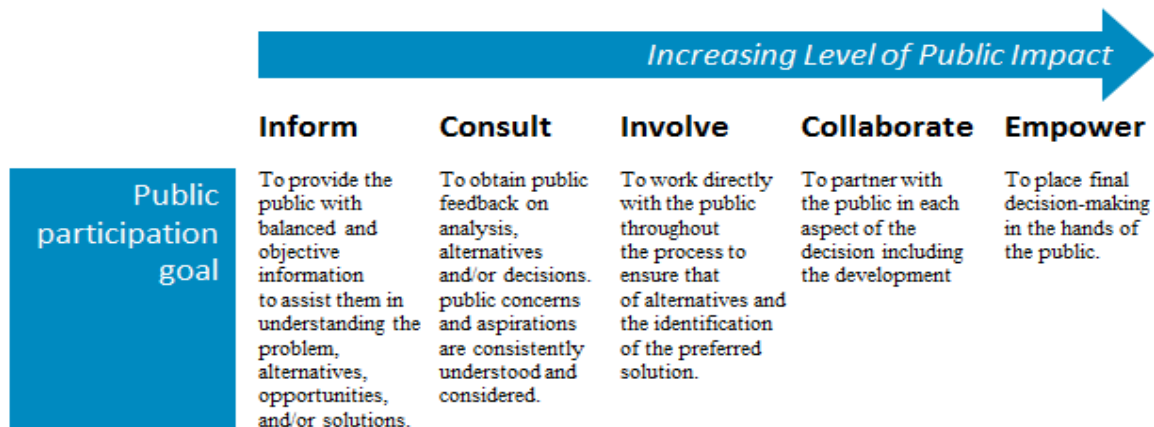 Increasing Level of Public Impact
Inform
Consult
Involve
Collaborate
Empower
Public
participation
goal
To provide the
public with
balanced and
objective
information
to assist them in
understanding the
problem,
alternatives,
opportunities,
and/or solutions.
To obtain public
feedback on
analysis,
alternatives
and/or decisions.
public concerns
and aspirations
are consistently
understood and
considered.
To work directly
with the public
throughout
the process to
ensure that
of alternatives and
the identification
of the preferred
solution.
To partner with
the public in each
aspect of the
decision including
the development
To place final
decision-making
in the hands of
the public.